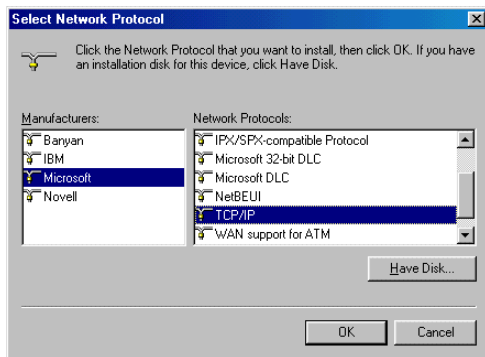 Select Network Protocol
Click the Network Protocol that you want to install, then click OK. If you have
an installation disk for this device, click Have Disk.
Manufacturers:
Banyan
IBM
Microsoft
Novell
Network Protocols:
IPX/SPX-compatible Protocol
Microsoft 32-bit DLC
Microsoft DLC
NetBEUI
TCP/IP
WAN support for ATM
Have Disk...
OK
Cancel